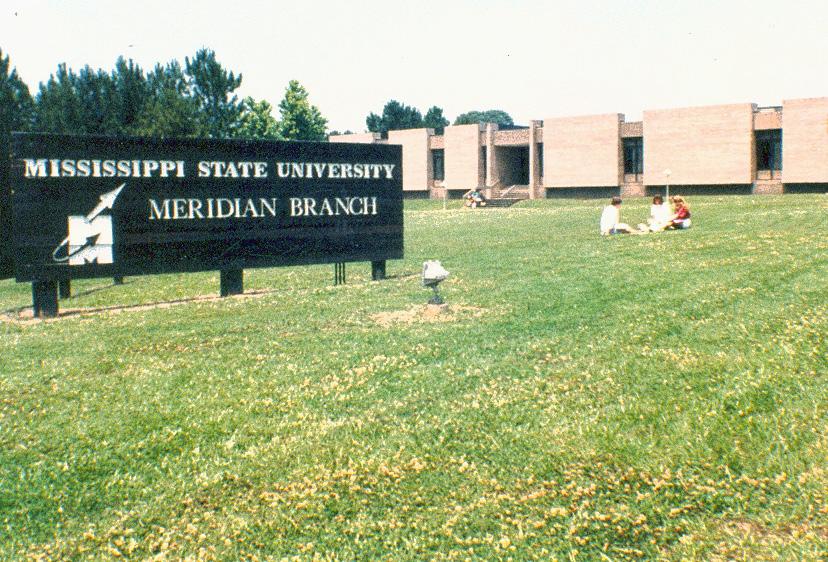 MISSISSIPPI STATE UNIVERSITY
MERIDIAN BRANCH
M